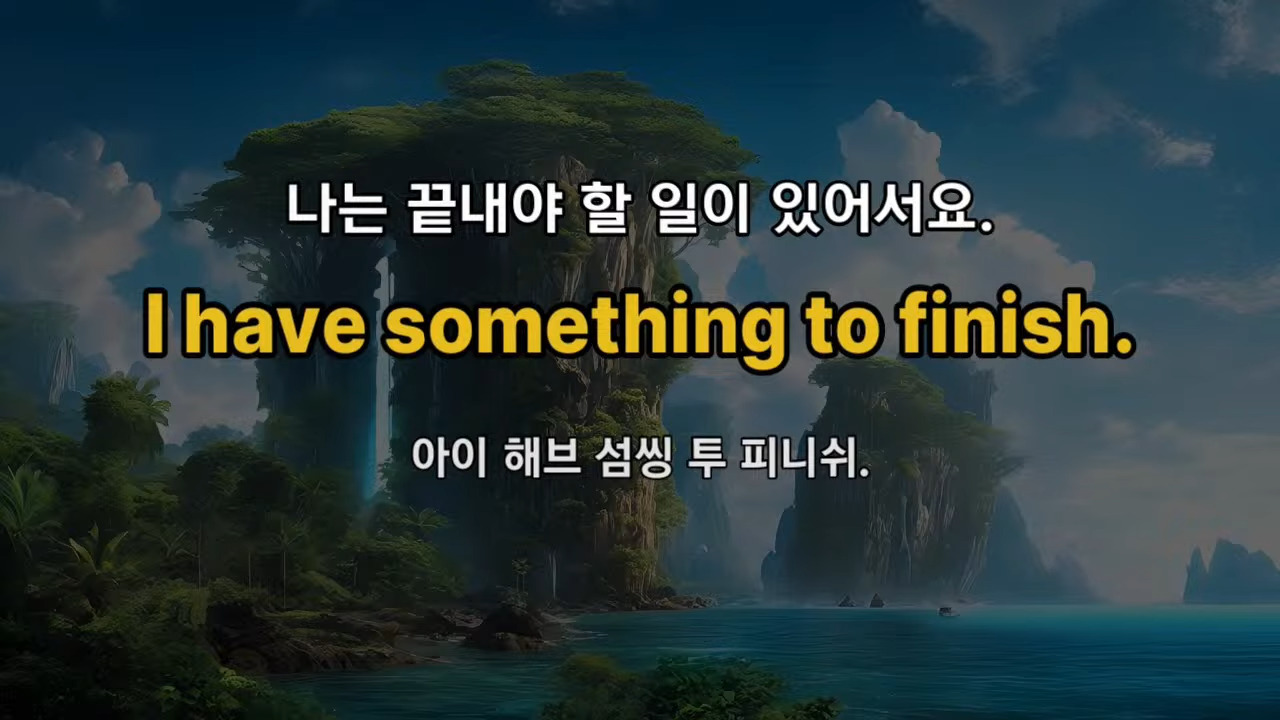 나는 끝내야 할 일이 있어서요.
I have something to finish.
아이 해브 섬씽 투 피니쉬.